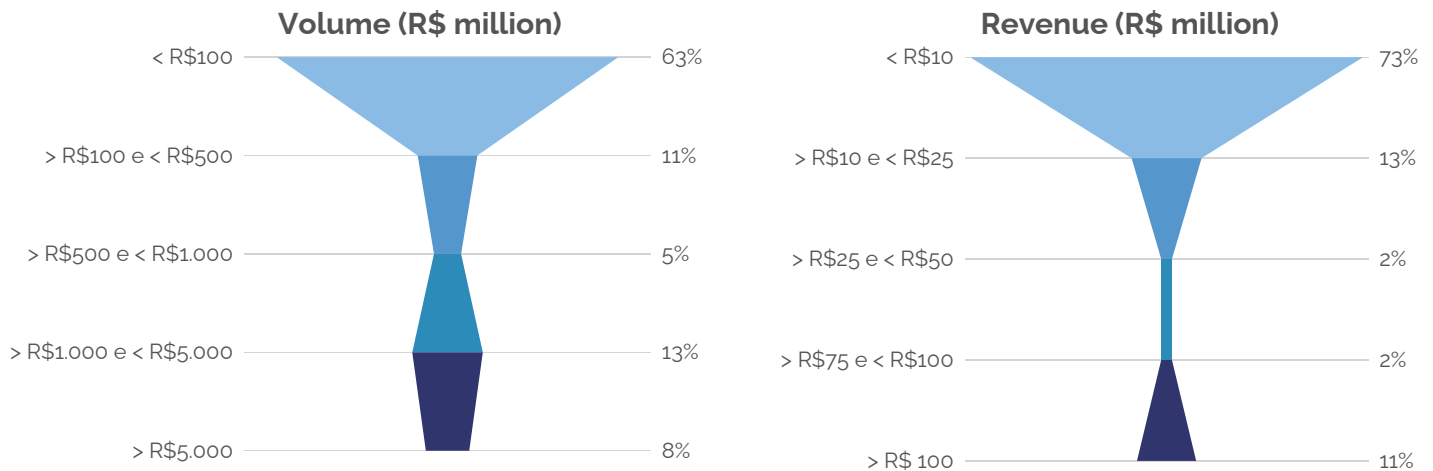 Volume (R$ million)
< R$100 63%
> R$100 e < R$500 11%
> R$500 e < R$1.000 5%
> R$1.000 e < R$5.000 13%
> R$5.000 8%
Revenue (R$ million)
< R$10 73%
> R$10 e < R$25 13%
> R$25 e < R$50 2%
> R$75 e < R$100 2%
> R$ 100 11%